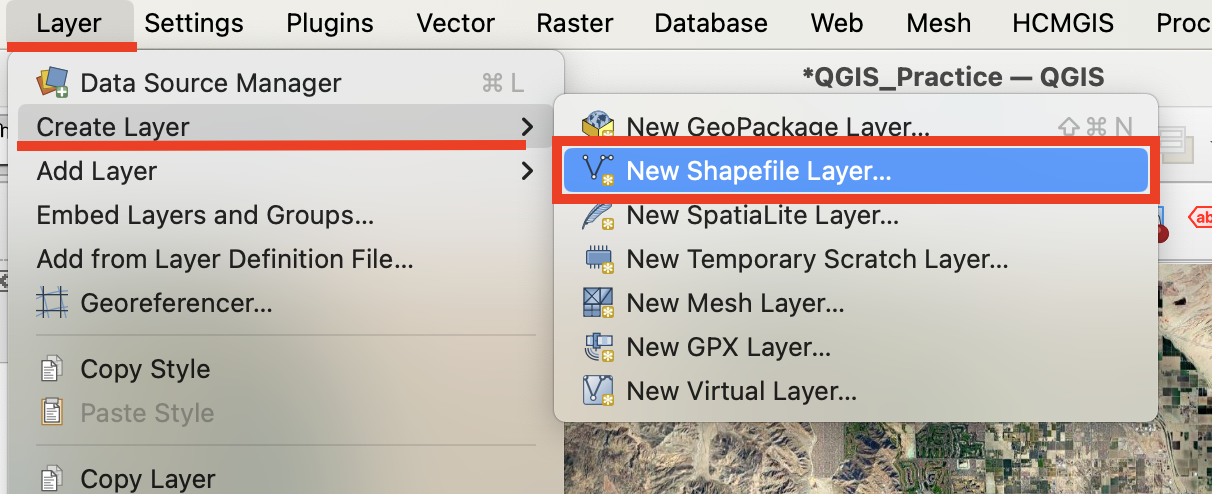 Layer Settings Plugins Vector Raster Database Web Mesh HCMGIS Proc
*QGIS_Practice — QGIS
Data Source Manager ⌘ L
Create Layer
Add Layer
Embed Layers and Groups...
Add from Layer Definition File...
Georeferencer...
Copy Style
Paste Style
Copy Layer
New GeoPackage Layer... ⇧ ⌘ N
New Shapefile Layer...
New SpatiaLite Layer...
New Temporary Scratch Layer...
New Mesh Layer...
New GPX Layer...
New Virtual Layer...
ab